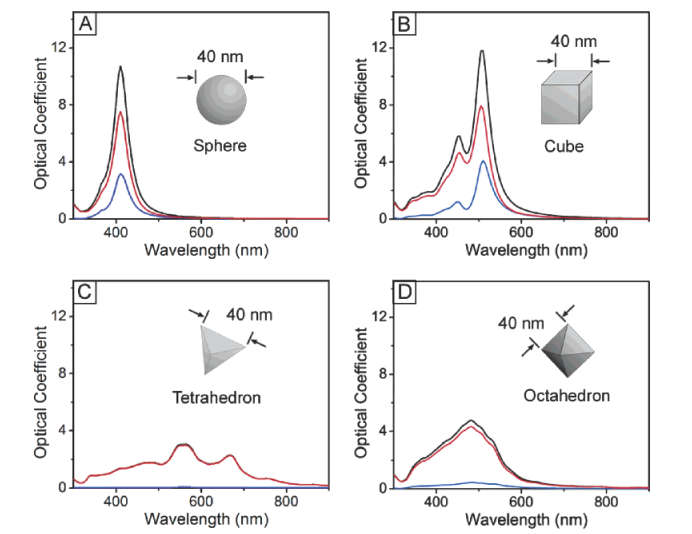 A
40 nm
Sphere
Optical Coefficient
12
8
4
0
400
600
800
Wavelength (nm)
B
40 nm
Cube
Optical Coefficient
12
8
4
0
400
600
800
Wavelength (nm)
C
40 nm
Tetrahedron
Optical Coefficient
12
8
4
0
400
600
800
Wavelength (nm)
D
40 nm
Octahedron
Optical Coefficient
12
8
4
0
400
600
800
Wavelength (nm)